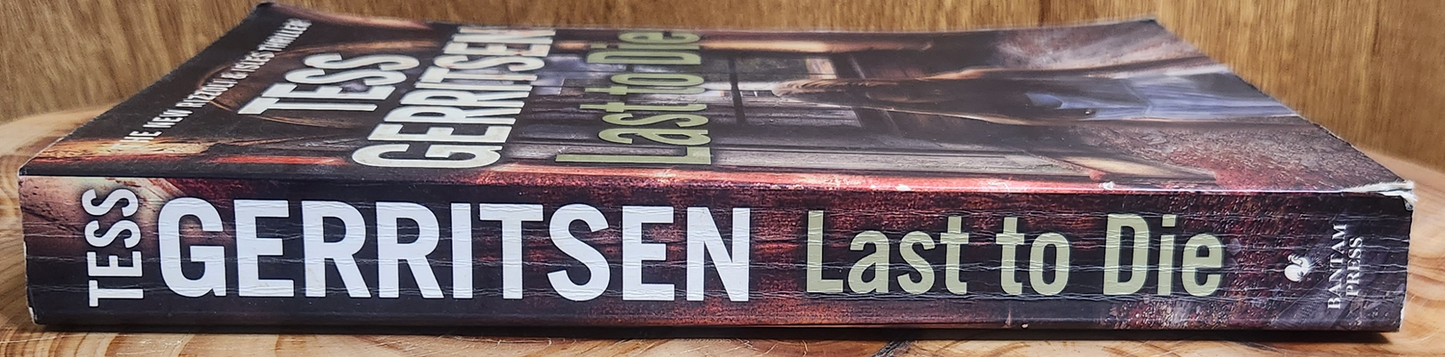 THE NEW RIZZOLI & ISLES THRILLER
TESS
GERRITSEN
Last to Die
TESS
GERRITSEN
Last to Die
BANTAM
PRESS